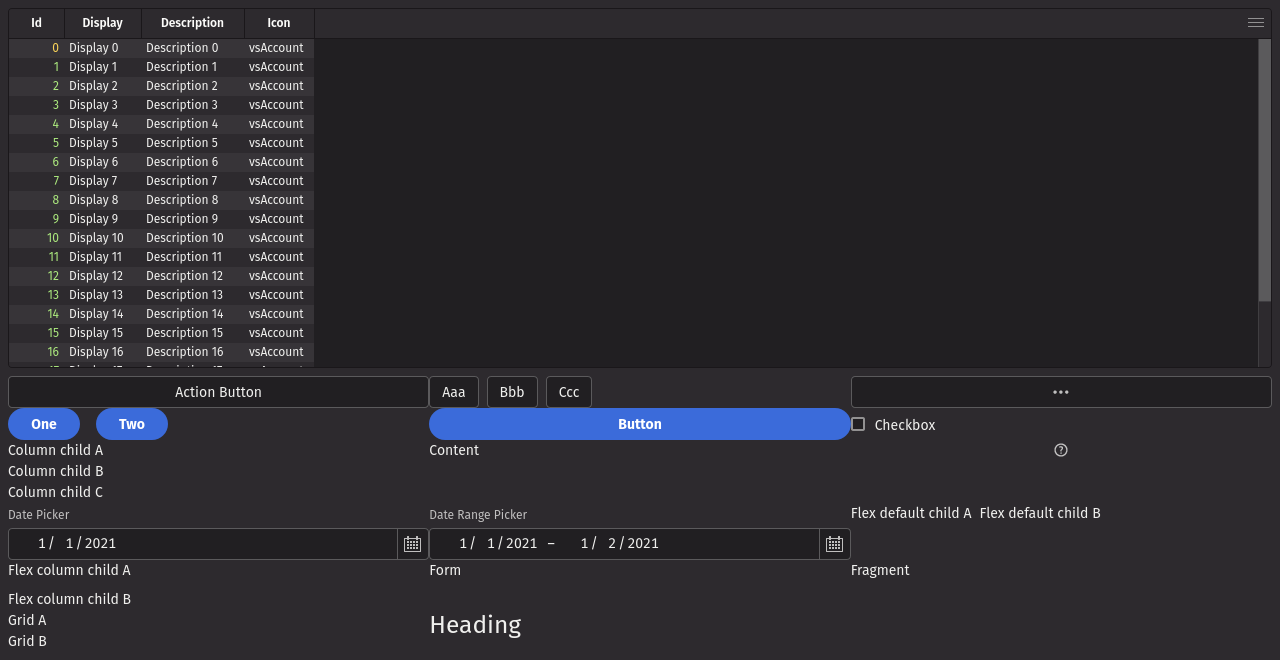 Id Display Description Icon
0 Display 0 Description 0 vsAccount
1 Display 1 Description 1 vsAccount
2 Display 2 Description 2 vsAccount
3 Display 3 Description 3 vsAccount
4 Display 4 Description 4 vsAccount
5 Display 5 Description 5 vsAccount
6 Display 6 Description 6 vsAccount
7 Display 7 Description 7 vsAccount
8 Display 8 Description 8 vsAccount
9 Display 9 Description 9 vsAccount
10 Display 10 Description 10 vsAccount
11 Display 11 Description 11 vsAccount
12 Display 12 Description 12 vsAccount
13 Display 13 Description 13 vsAccount
14 Display 14 Description 14 vsAccount
15 Display 15 Description 15 vsAccount
16 Display 16 Description 16 vsAccount
Action Button Aaa Bbb Ccc
One Two Button Checkbox
Column child A Content
Column child B
Column child C
Date Picker Date Range Picker Flex default child A Flex default child B
1/ 1/2021 1/ 1/2021 – 1/ 2/2021
Flex column child A Form Fragment
Flex column child B
Grid A Heading
Grid B